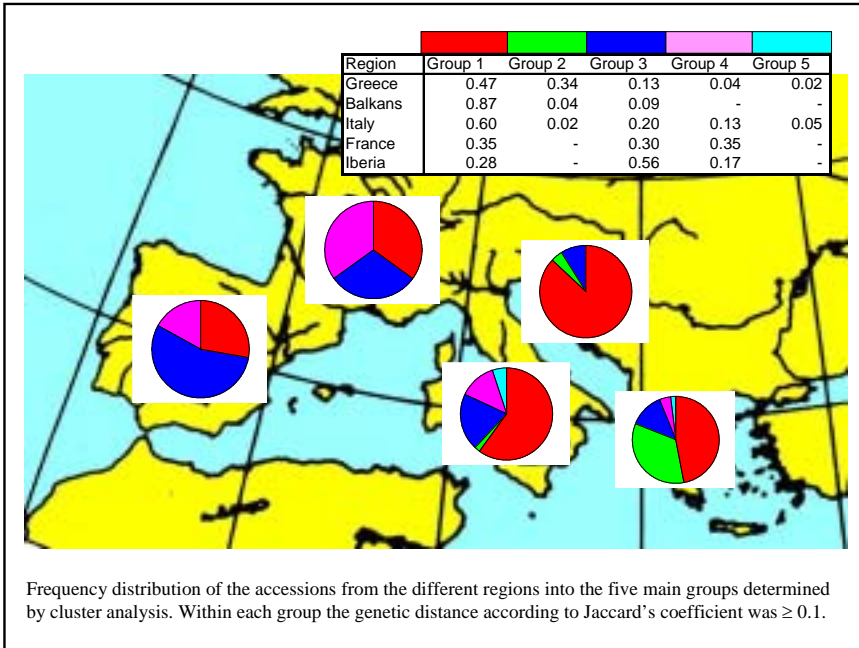 Region Group 1 Group 2 Group 3 Group 4 Group 5
Greece 0.47 0.34 0.13 0.04 0.02
Balkans 0.87 0.04 0.09 - -
Italy 0.60 0.02 0.20 0.13 0.05
France 0.35 - 0.30 0.35 -
Iberia 0.28 - 0.56 0.17 -
Frequency distribution of the accessions from the different regions into the five main groups determined
by cluster analysis. Within each group the genetic distance according to Jaccard’s coefficient was ≥ 0.1.